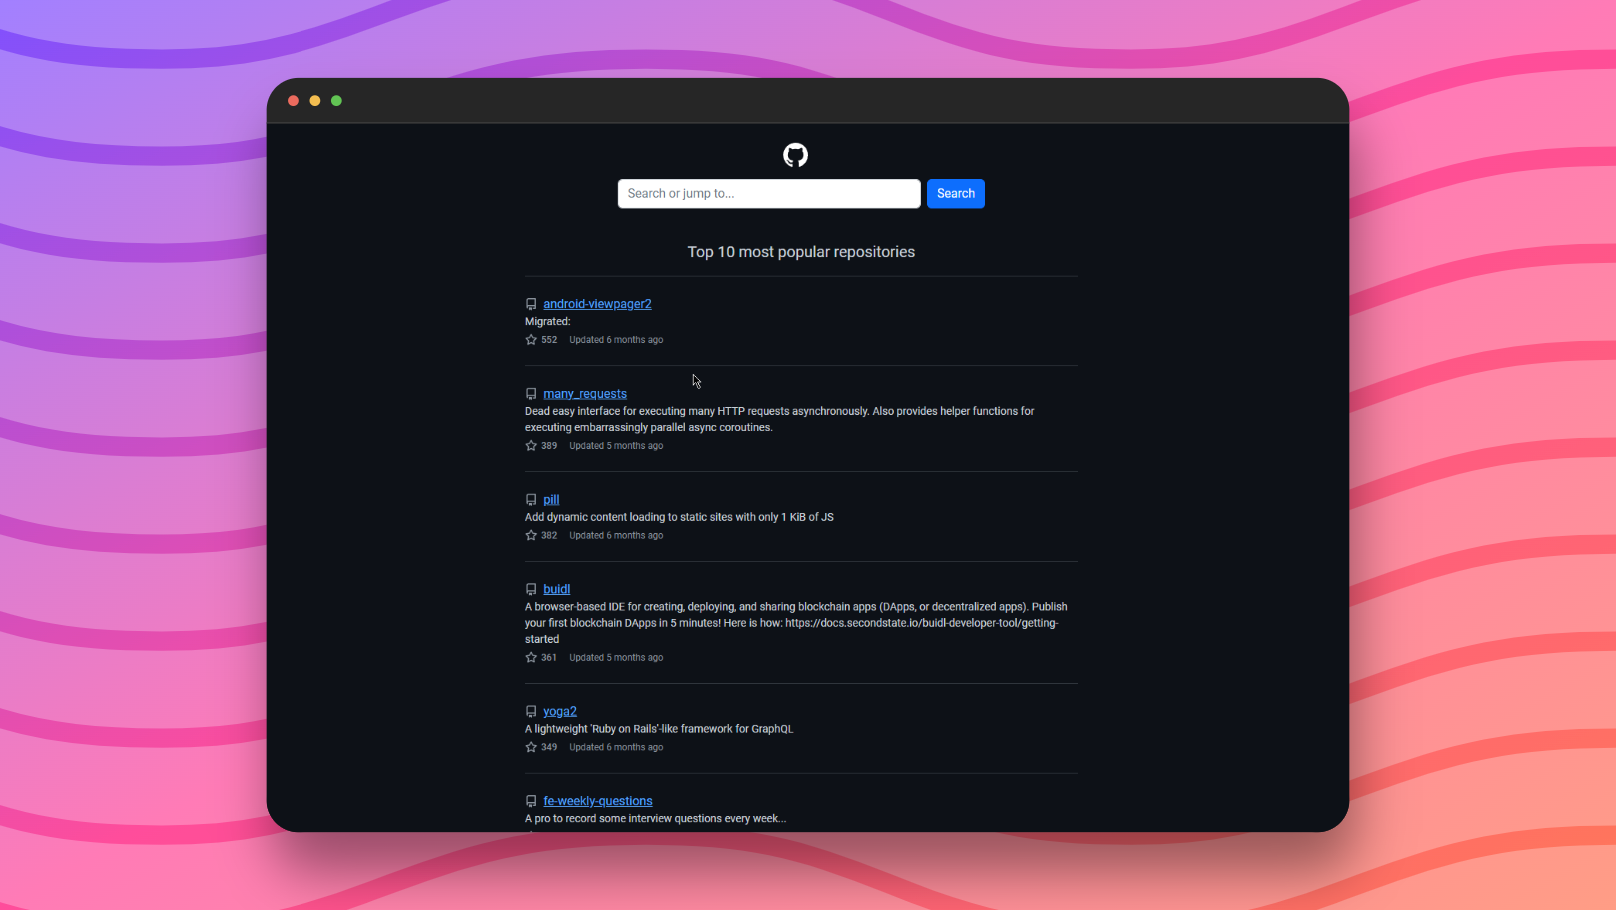 Search or jump to...
Search
Top 10 most popular repositories
android-viewpager2
Migrated:
552 Updated 6 months ago
many_requests
Dead easy interface for executing many HTTP requests asynchronously. Also provides helper functions for
executing embarrassingly parallel async coroutines.
389 Updated 5 months ago
pill
Add dynamic content loading to static sites with only 1 KiB of JS
382 Updated 6 months ago
buidl
A browser-based IDE for creating, deploying, and sharing blockchain apps (DApps, or decentralized apps). Publish
your first blockchain DApps in 5 minutes! Here is how: https://docs.secondstate.io/buidl-developer-tool/getting-
started
361 Updated 5 months ago
yoga2
A lightweight 'Ruby on Rails'-like framework for GraphQL
349 Updated 6 months ago
fe-weekly-questions
A pro to record some interview questions every week...